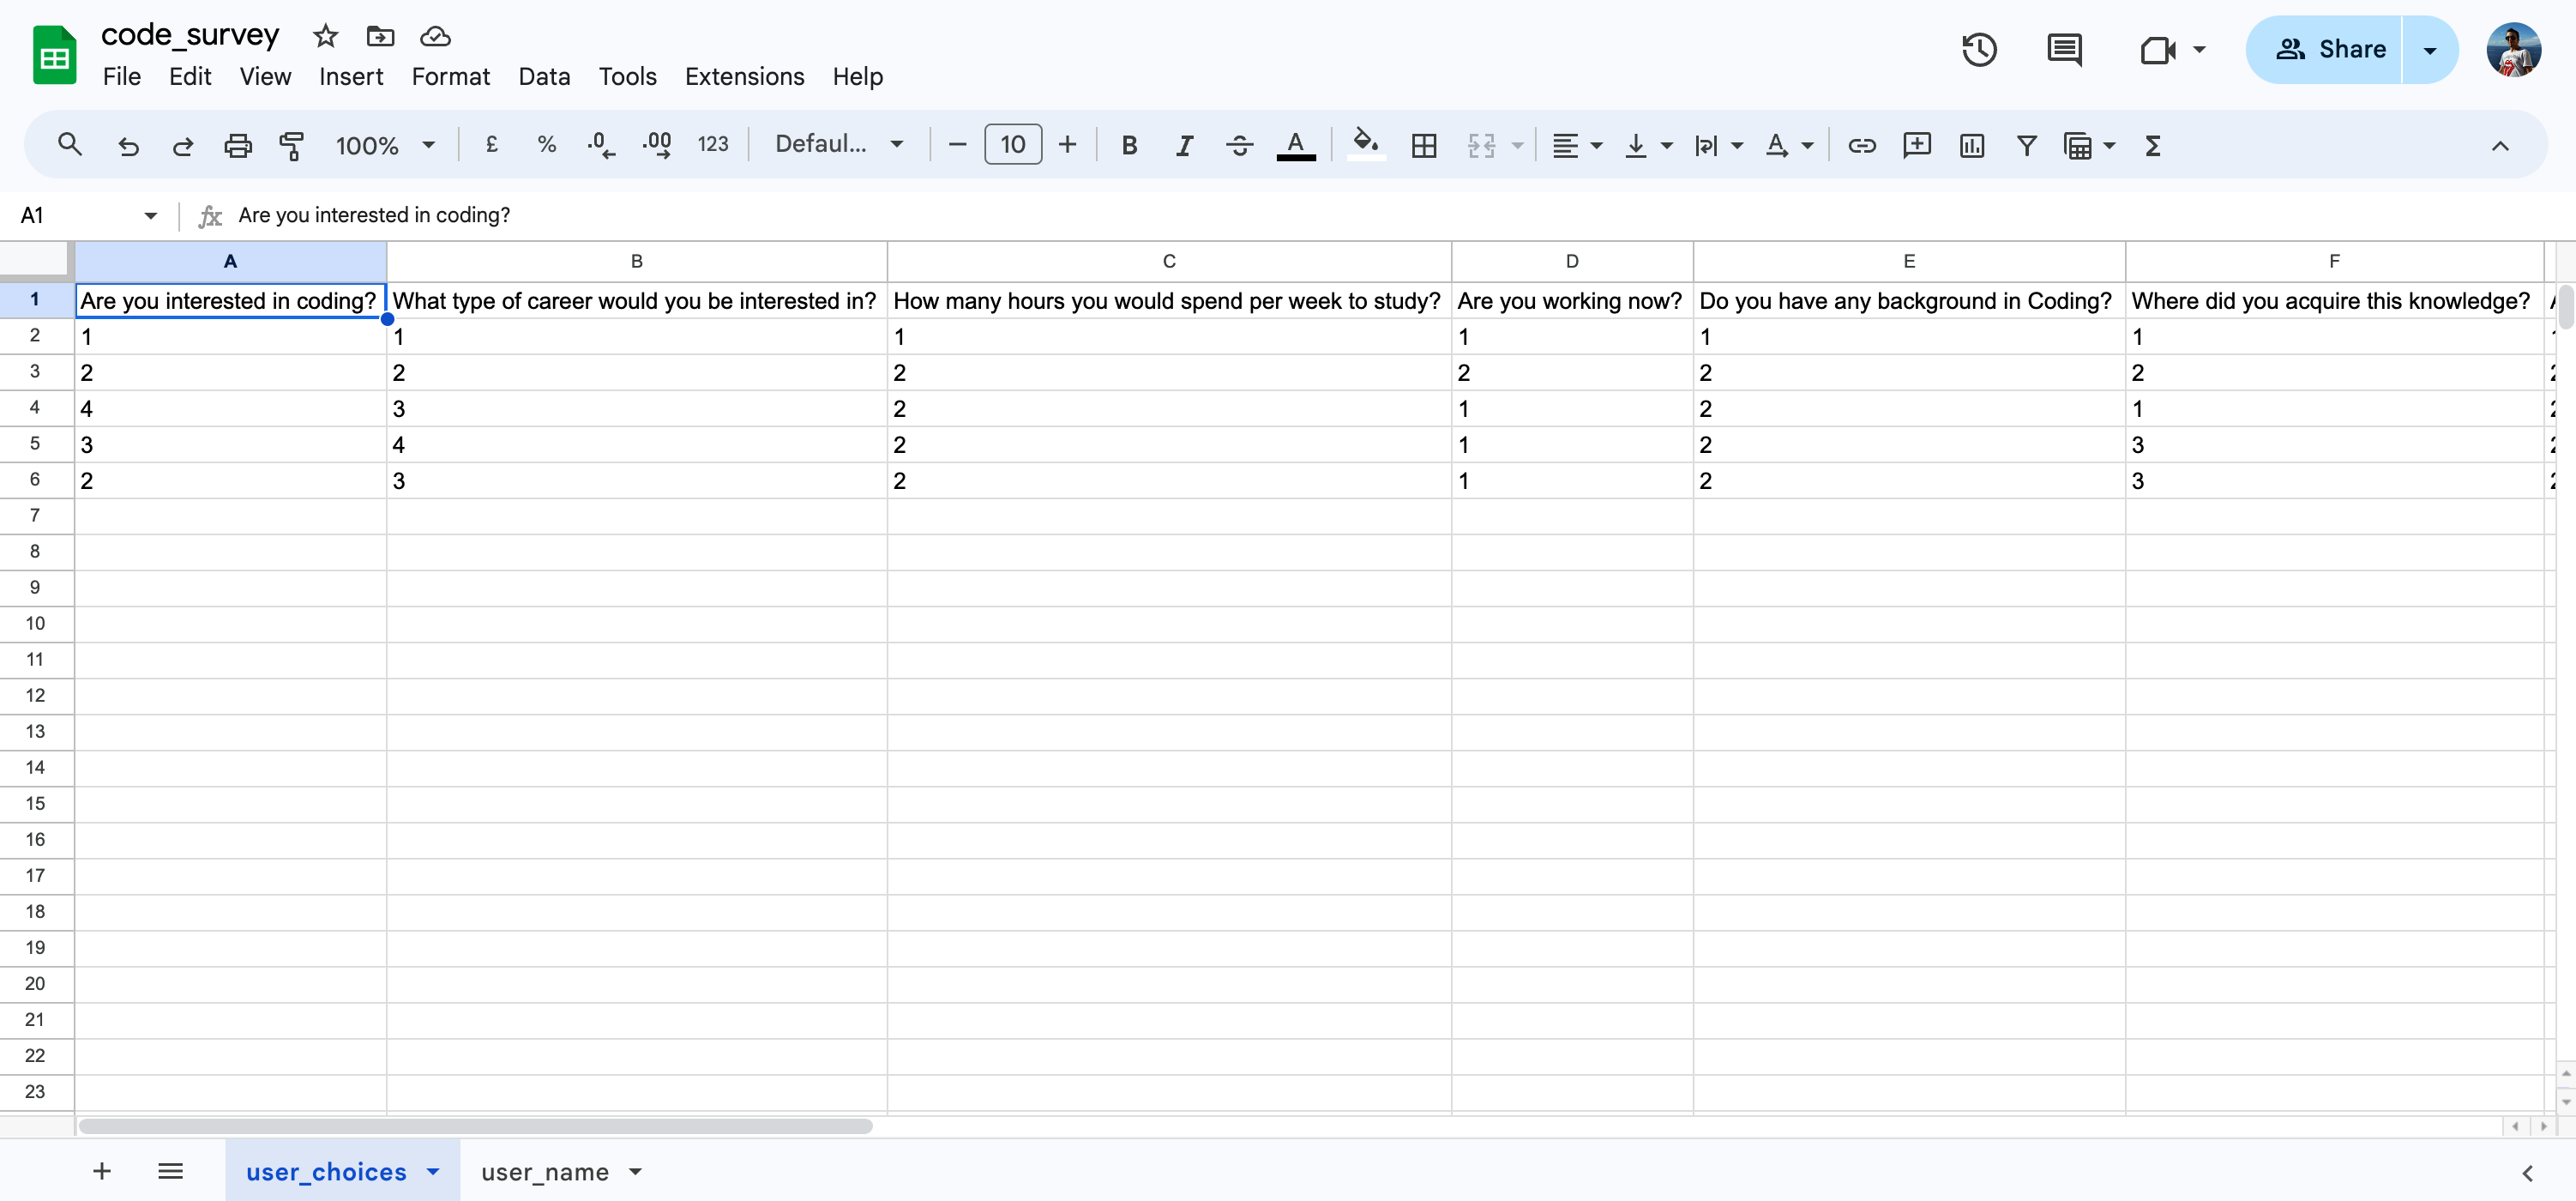 code_survey
File Edit View Insert Format Data Tools Extensions Help
Share
100% £ % .0 .00 123 Defaul... 10 B I S A A Σ
A1 fx Are you interested in coding?
A B C D E F
1 Are you interested in coding? What type of career would you be interested in? How many hours you would spend per week to study? Are you working now? Do you have any background in Coding? Where did you acquire this knowledge?
2 1 1 1 1 1 1
3 2 2 2 2 2 2
4 4 3 2 1 2 1
5 3 4 2 1 2 3
6 2 3 2 1 2 3
7
8
9
10
11
12
13
14
15
16
17
18
19
20
21
22
23
user_choices user_name